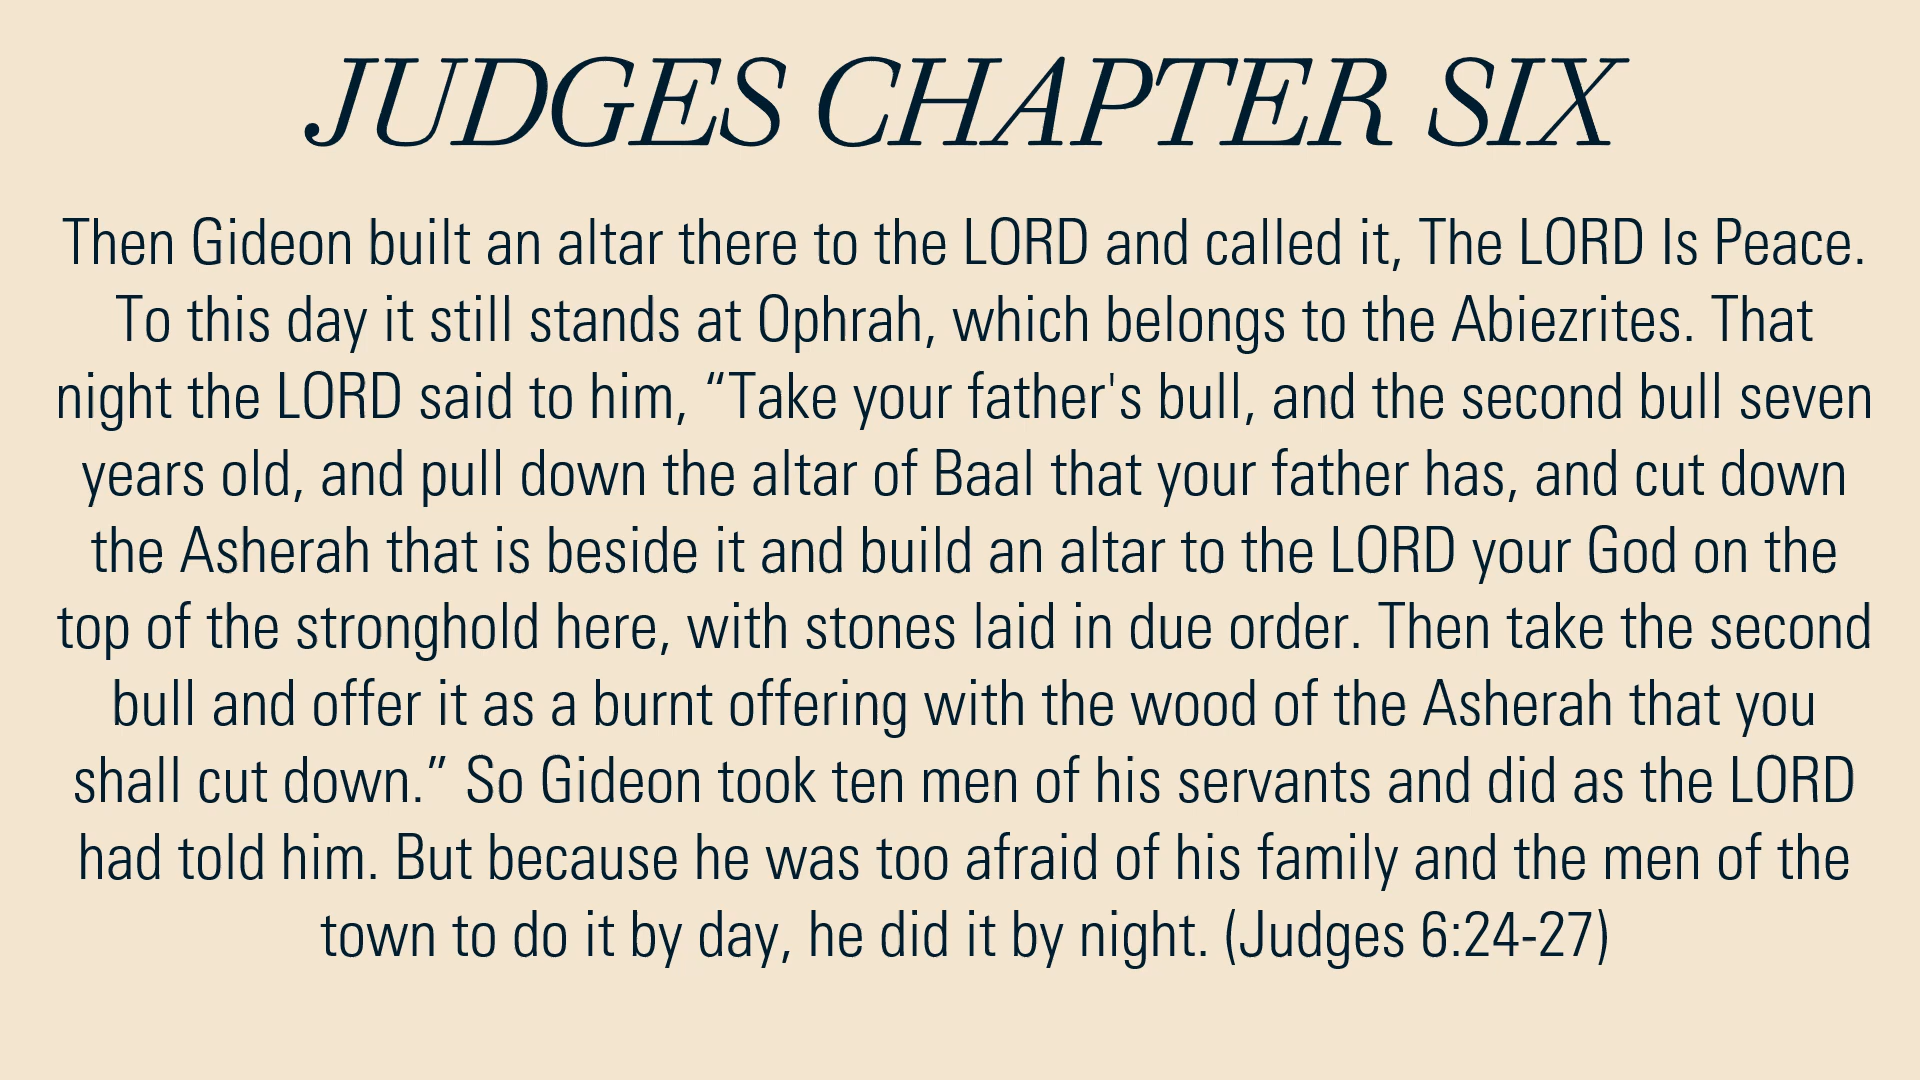 JUDGES CHAPTER SIX
Then Gideon built an altar there to the LORD and called it, The LORD Is Peace.
To this day it still stands at Ophrah, which belongs to the Abiezrites. That
night the LORD said to him, “Take your father's bull, and the second bull seven
years old, and pull down the altar of Baal that your father has, and cut down
the Asherah that is beside it and build an altar to the LORD your God on the
top of the stronghold here, with stones laid in due order. Then take the second
bull and offer it as a burnt offering with the wood of the Asherah that you
shall cut down.” So Gideon took ten men of his servants and did as the LORD
had told him. But because he was too afraid of his family and the men of the
town to do it by day, he did it by night. (Judges 6:24-27)